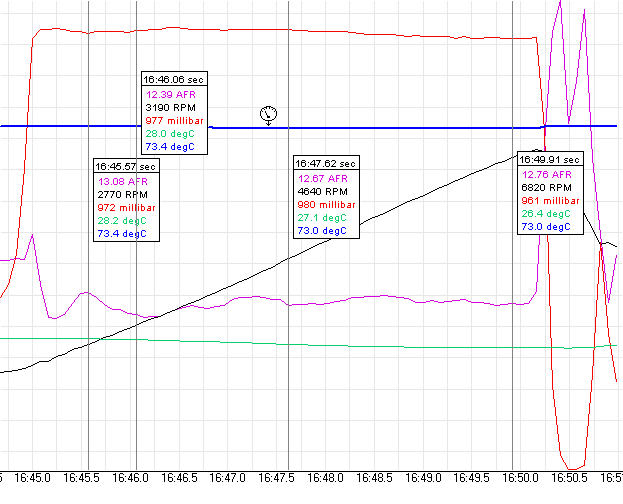 16:46.06 sec
12.39 AFR
3190 RPM
977 millibar
28.0 degC
73.4 degC
16:45.57 sec
13.08 AFR
2770 RPM
972 millibar
28.2 degC
73.4 degC
16:47.62 sec
12.67 AFR
4640 RPM
980 millibar
27.1 degC
73.0 degC
16:49.91 sec
12.76 AFR
6820 RPM
961 millibar
26.4 degC
73.0 degC
5 16:45.0 16:45.5 16:46.0 16:46.5 16:47.0 16:47.5 16:48.0 16:48.5 16:49.0 16:49.5 16:50.0 16:50.5 16:5